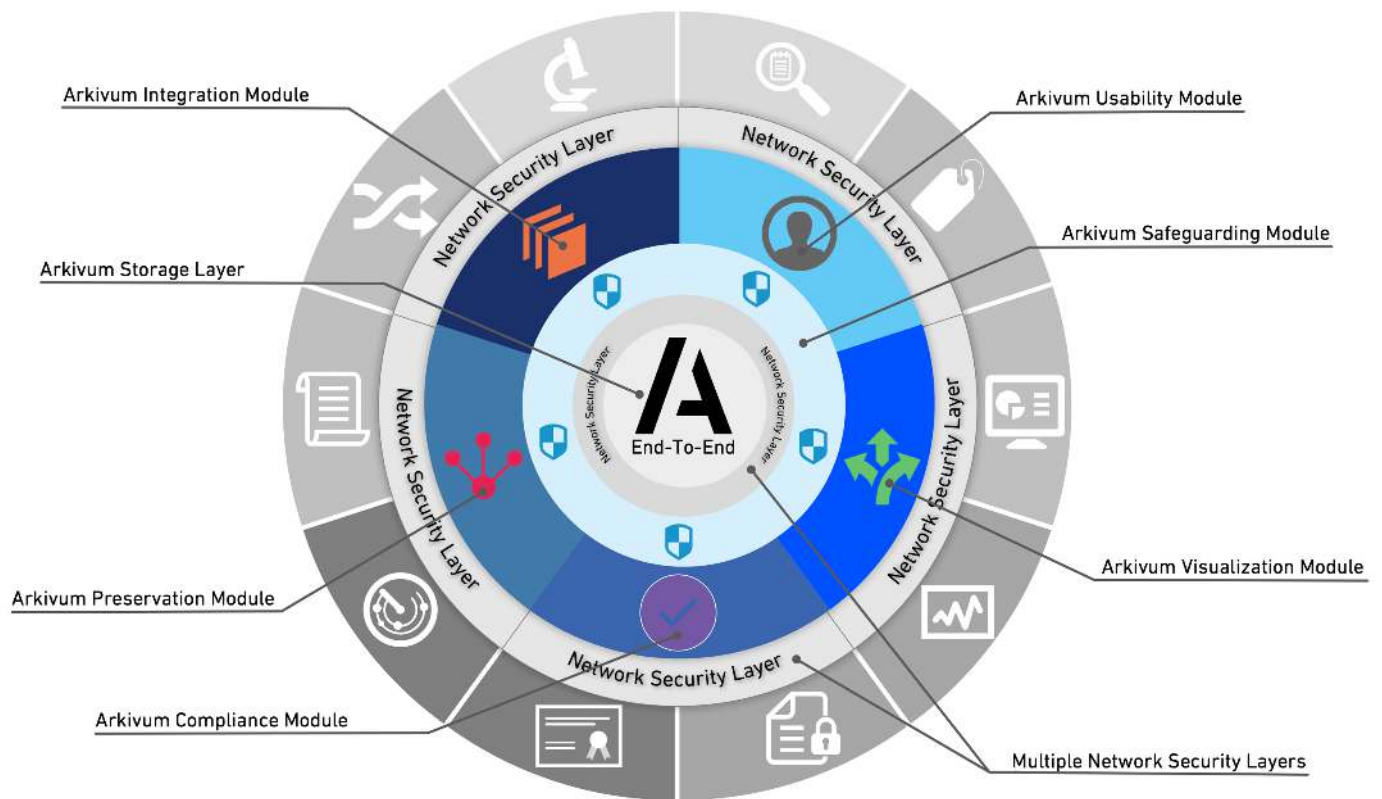 Arkivum Integration Module
Arkivum Usability Module
Network Security Layer
Network Security Layer
Arkivum Safeguarding Module
Arkivum Storage Layer
Network Security Layer
Network Security Layer
A
End-To-End
Network Security Layer
Network Security Layer
Arkivum Visualization Module
Arkivum Preservation Module
Network Security Layer
Arkivum Compliance Module
Multiple Network Security Layers